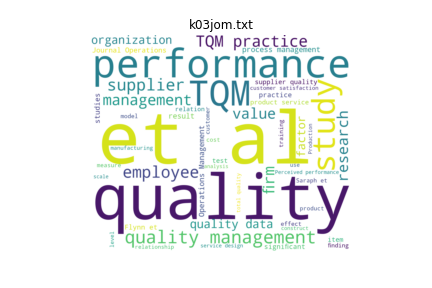 k03jom.txt
organization
TQM practice
Journal Operations
process management
performance
supplier
TQM
supplier quality
customer satisfaction
management
value
practice
product service
studies
relation
result
customer
et al
study
research
factor
training
Production
model
cost
manufacturing
Operations Management
test
analysis
measure
employee
firm
use
Perceived performance
scale
Saraph et
quality
product
Flynn et
quality data
effect
construct
level
quality management
item
relationship
service design
significant
finding